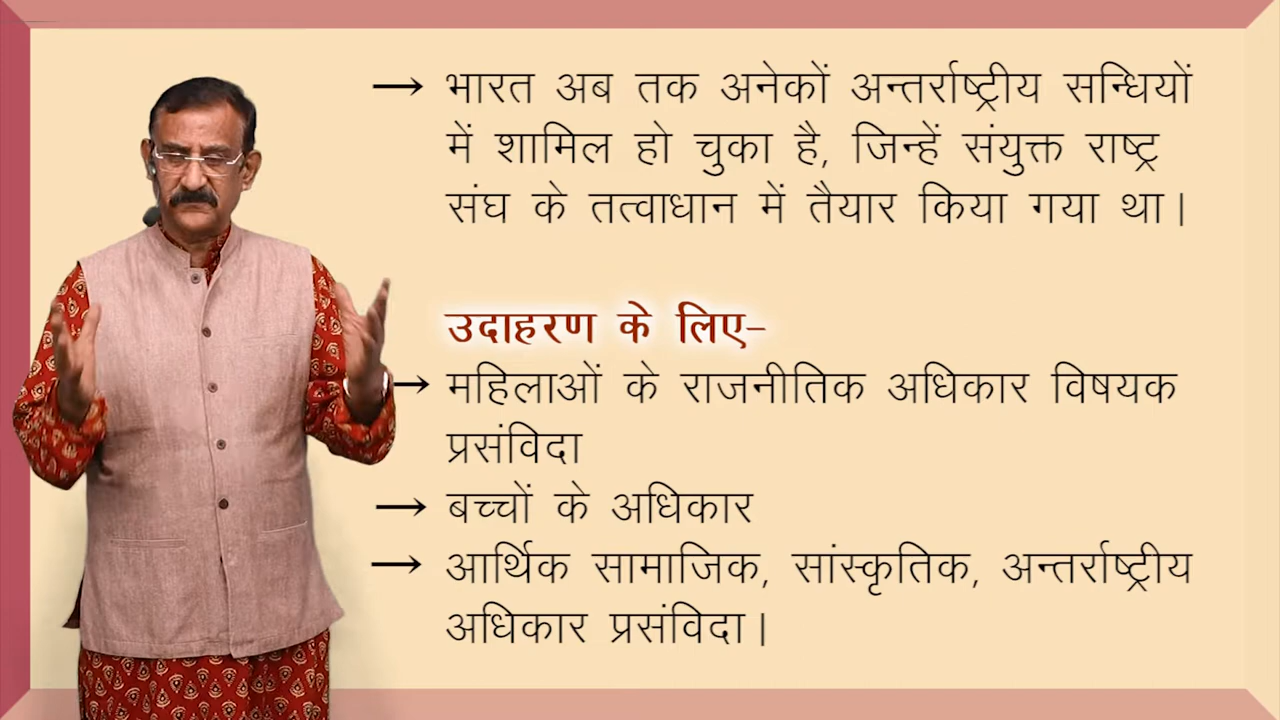 → भारत अब तक अनेकों अन्तर्राष्ट्रीय सन्धियों
में शामिल हो चुका है, जिन्हें संयुक्त राष्ट्र
संघ के तत्वाधान में तैयार किया गया था।
उदाहरण के लिए–
→ महिलाओं के राजनीतिक अधिकार विषयक
प्रसंविदा
→ बच्चों के अधिकार
→ आर्थिक सामाजिक, सांस्कृतिक, अन्तर्राष्ट्रीय
अधिकार प्रसंविदा।